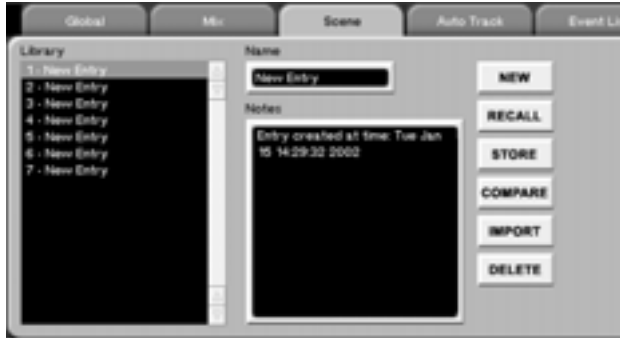 Global Mix Scene Auto Track Event Li
Library
1 - New Entry
2 - New Entry
3 - New Entry
4 - New Entry
5 - New Entry
6 - New Entry
7 - New Entry
Name
New Entry
Notes
Entry created at time: Tue Jan
15 14:29:32 2002
NEW
RECALL
STORE
COMPARE
IMPORT
DELETE